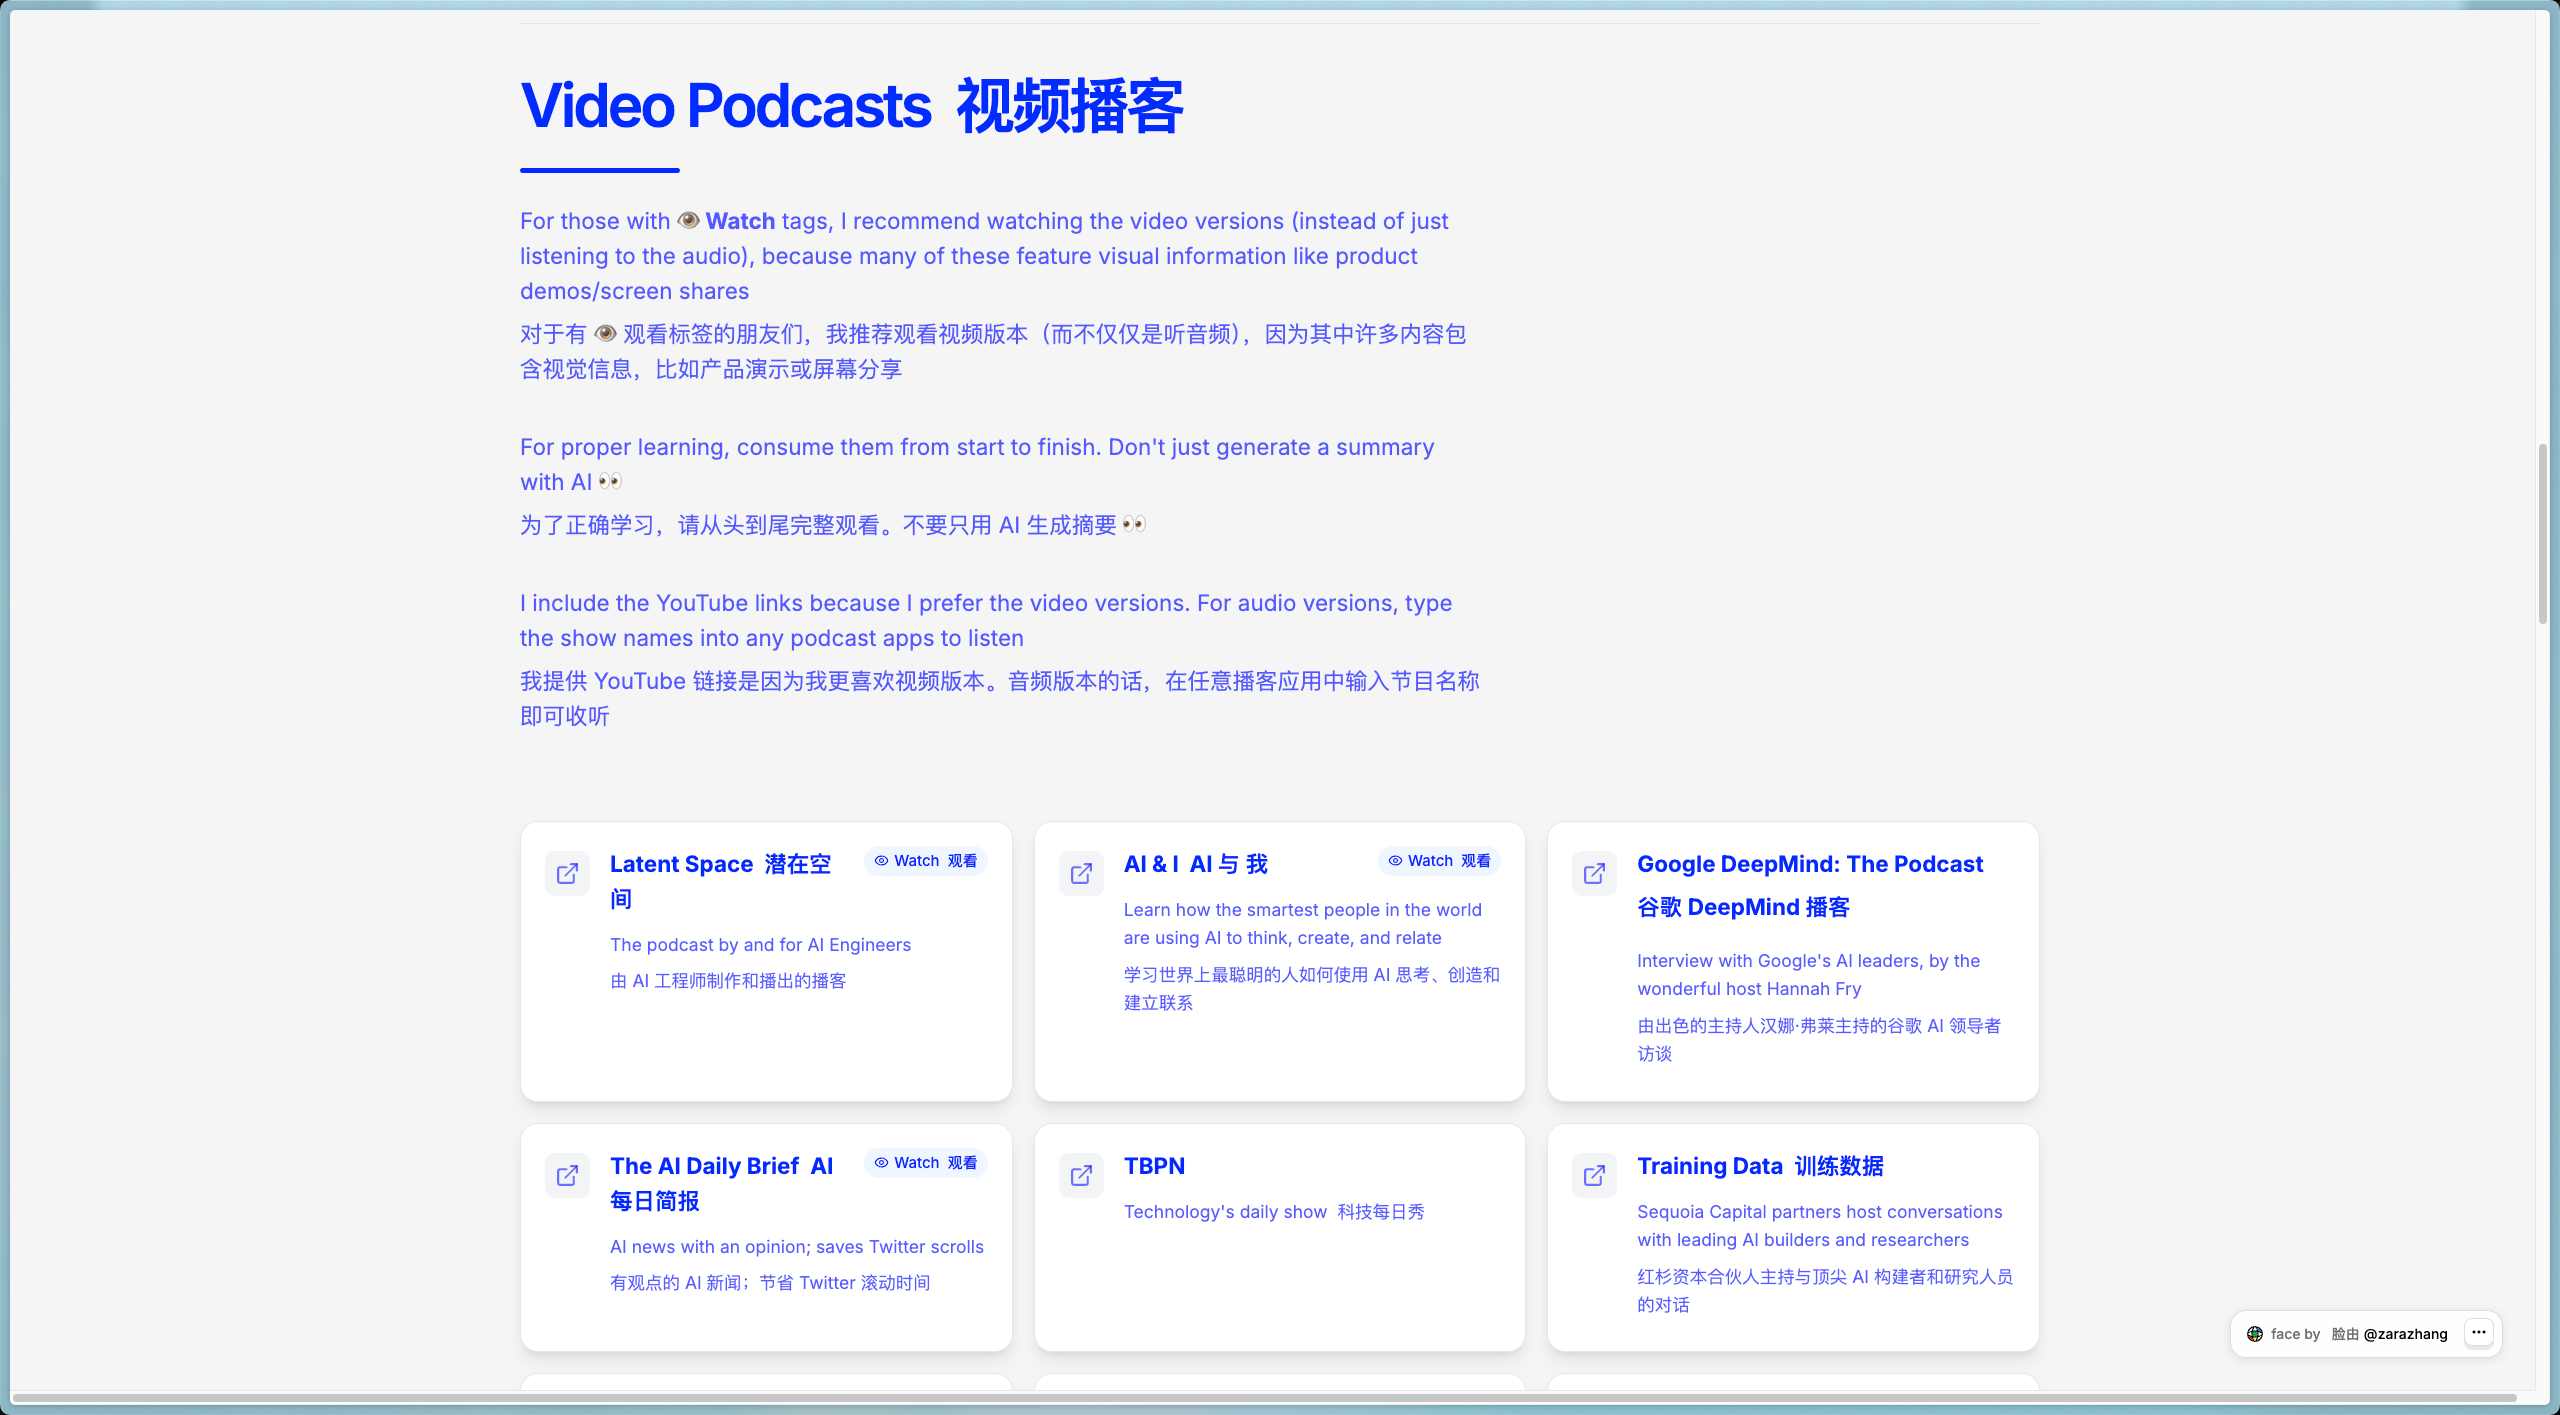 Video Podcasts 视频播客
For those with 👁️ Watch tags, I recommend watching the video versions (instead of just
listening to the audio), because many of these feature visual information like product
demos/screen shares
对于有 👁️ 观看标签的朋友们，我推荐观看视频版本（而不仅仅是听音频），因为其中许多内容包
含视觉信息，比如产品演示或屏幕分享
For proper learning, consume them from start to finish. Don't just generate a summary
with AI 👀
为了正确学习，请从头到尾完整观看。不要只用 AI 生成摘要 👀
I include the YouTube links because I prefer the video versions. For audio versions, type
the show names into any podcast apps to listen
我提供 YouTube 链接是因为我更喜欢视频版本。音频版本的话，在任意播客应用中输入节目名称
即可收听
Latent Space 潜在空
间
Watch 观看
The podcast by and for AI Engineers
由 AI 工程师制作和播出的播客
AI & I AI 与 我
Watch 观看
Learn how the smartest people in the world
are using AI to think, create, and relate
学习世界上最聪明的人如何使用 AI 思考、创造和
建立联系
Google DeepMind: The Podcast
谷歌 DeepMind 播客
Interview with Google's AI leaders, by the
wonderful host Hannah Fry
由出色的主持人汉娜·弗莱主持的谷歌 AI 领导者
访谈
The AI Daily Brief AI
每日简报
Watch 观看
AI news with an opinion; saves Twitter scrolls
有观点的 AI 新闻；节省 Twitter 滚动时间
TBPN
Technology's daily show 科技每日秀
Training Data 训练数据
Sequoia Capital partners host conversations
with leading AI builders and researchers
红杉资本合伙人主持与顶尖 AI 构建者和研究人员
的对话
face by 脸由 @zarazhang